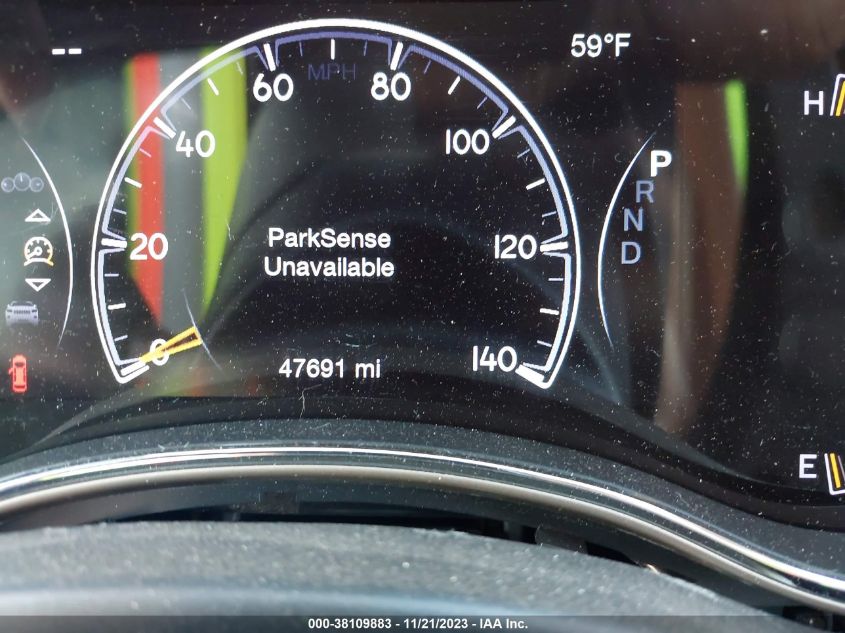 --
59°F
MPH
0
20
40
60
80
100
120
140
H
P
R
N
D
ParkSense
Unavailable
47691 mi
E
000-38109883 - 11/21/2023 - IAA Inc.